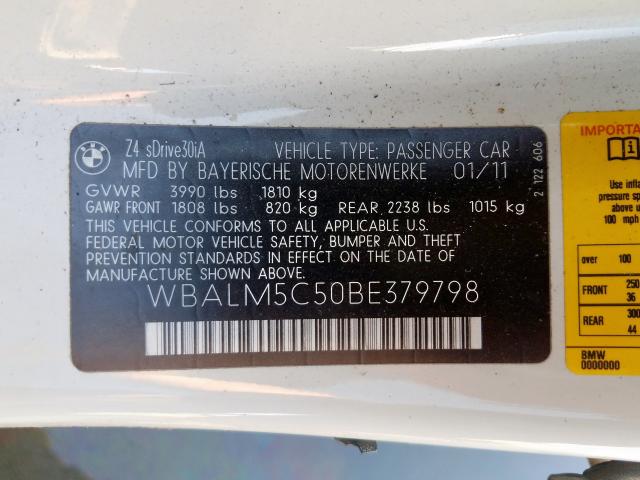 BMW
Z4 sDrive30iA VEHICLE TYPE: PASSENGER CAR
MFD BY BAYERISCHE MOTORENWERKE 01/11
GVWR 3990 lbs 1810 kg
GAWR FRONT 1808 lbs 820 kg REAR 2238 lbs 1015 kg
THIS VEHICLE CONFORMS TO ALL APPLICABLE U.S.
FEDERAL MOTOR VEHICLE SAFETY, BUMPER AND THEFT
PREVENTION STANDARDS IN EFFECT ON THE DATE OF
MANUFACTURE SHOWN ABOVE.
WBALM5C50BE379798
2 122 606
IMPORTA
Use infla
pressure sp
above u
100 mph
over 100
FRONT 250
36
REAR 300
44
BMW
0000000